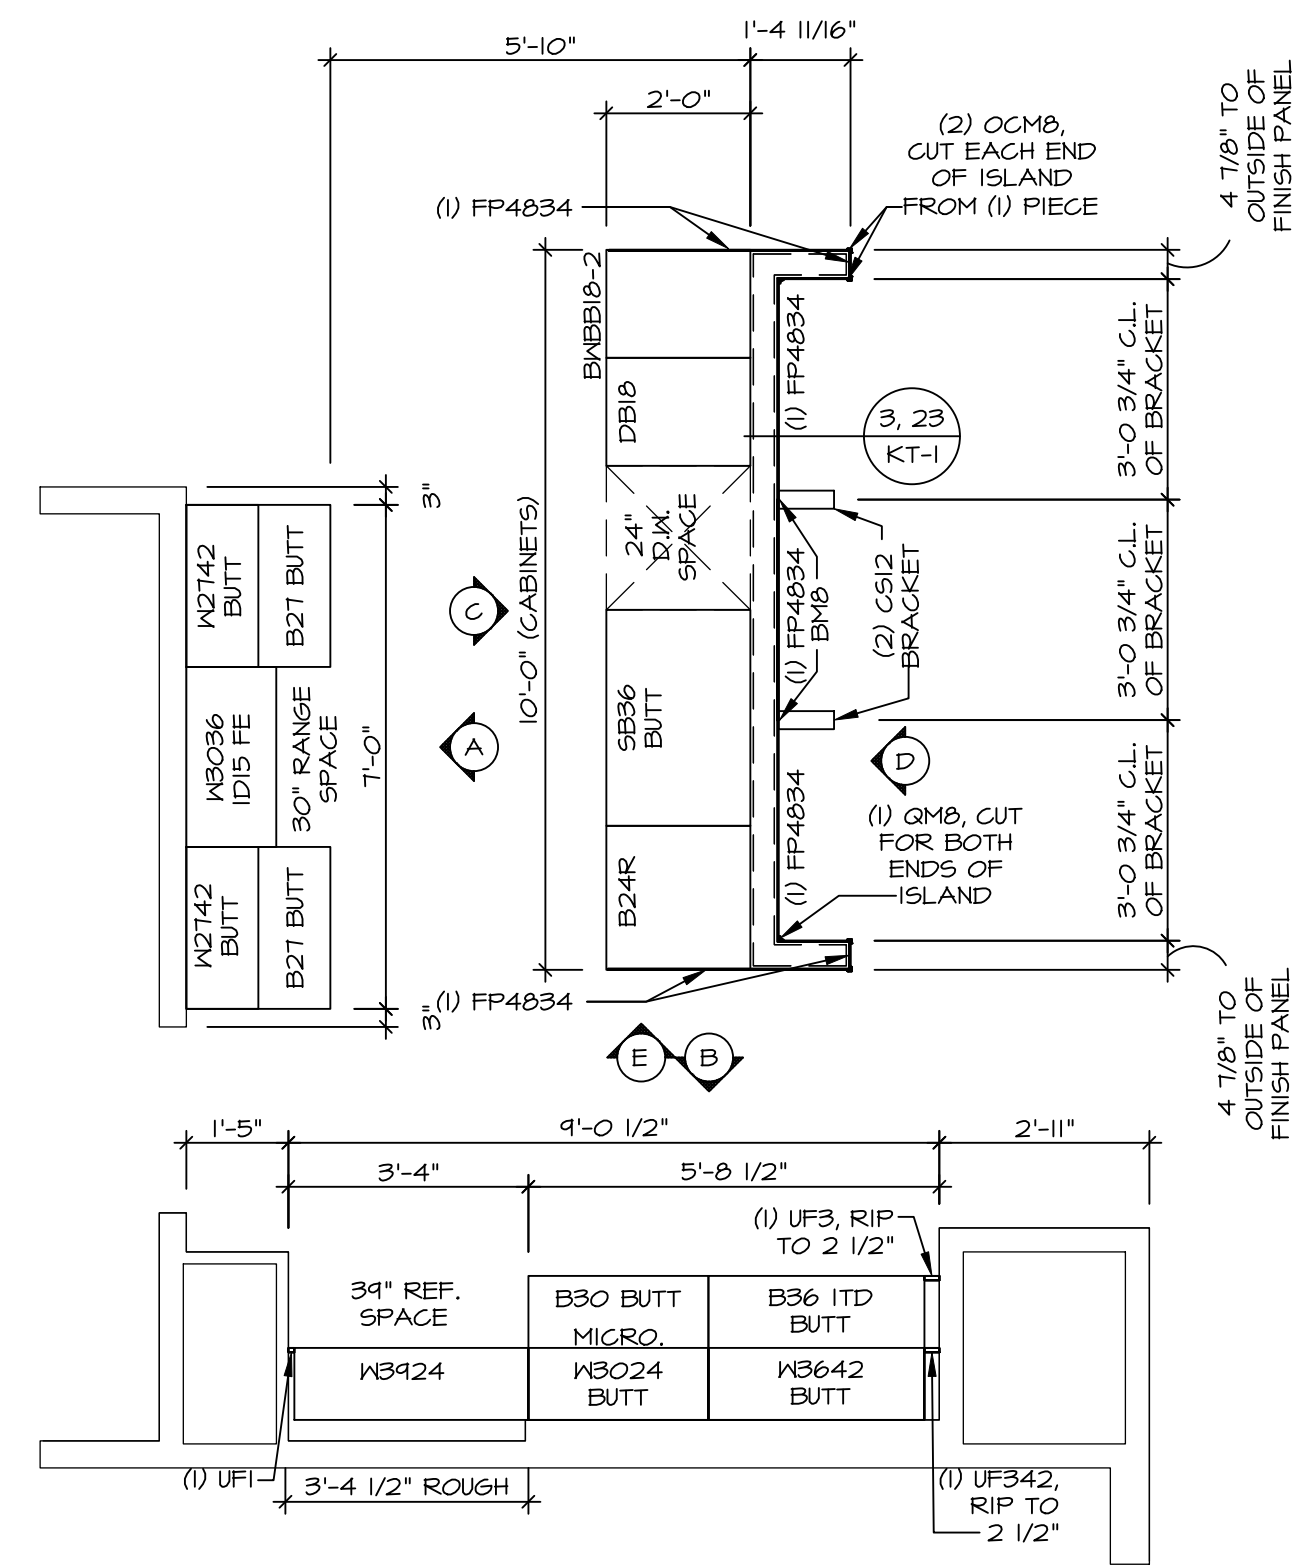 1'-4 11/16"
5'-10"
2'-0"
(2) OCM8,
CUT EACH END
OF ISLAND
FROM (1) PIECE
4 7/8" TO
OUTSIDE OF
FINISH PANEL
(1) FP4834
BWBB18-2
DB18
24"
D.W.
SPACE
SB36
BUTT
B24R
10'-0" (CABINETS)
(1) FP4834
(1) FP4834
BM8
(1) FP4834
3, 23
KT-1
(2) CS12
BRACKET
3'-0 3/4" C.L.
OF BRACKET
3'-0 3/4" C.L.
OF BRACKET
3'-0 3/4" C.L.
OF BRACKET
3"
W2742
BUTT
B27 BUTT
W3036
1D15 FE
30" RANGE
SPACE
7'-0"
W2742
BUTT
B27 BUTT
3"
C
A
D
(1) QM8, CUT
FOR BOTH
ENDS OF
ISLAND
(1) FP4834
4 7/8" TO
OUTSIDE OF
FINISH PANEL
E
B
1'-5"
9'-0 1/2"
2'-11"
3'-4"
5'-8 1/2"
(1) UF3, RIP
TO 2 1/2"
39" REF.
SPACE
B30 BUTT
MICRO.
B36 1TD
BUTT
W3924
W3024
BUTT
W3642
BUTT
(1) UF1
3'-4 1/2" ROUGH
(1) UF342,
RIP TO
2 1/2"